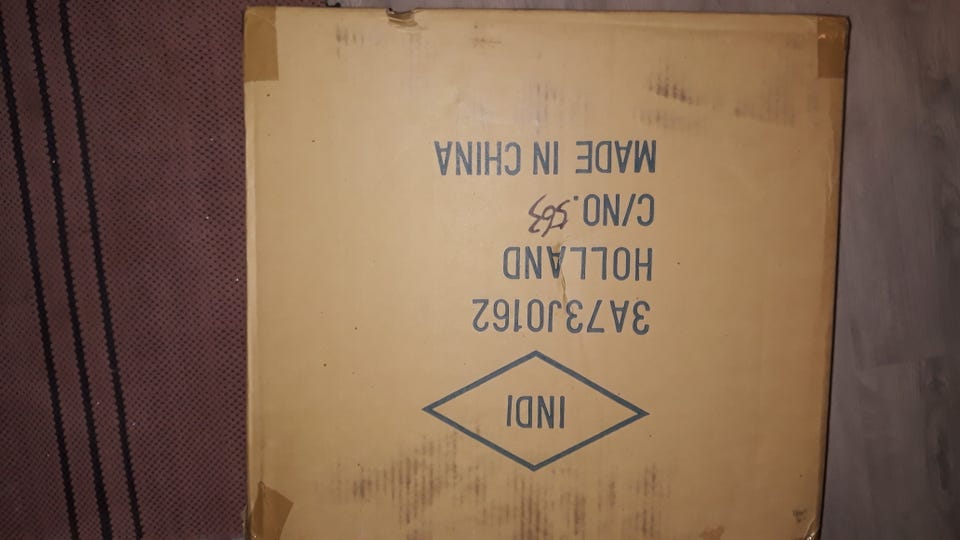 INDI
3A73J0162
HOLLAND
C/NO. 563
MADE IN CHINA